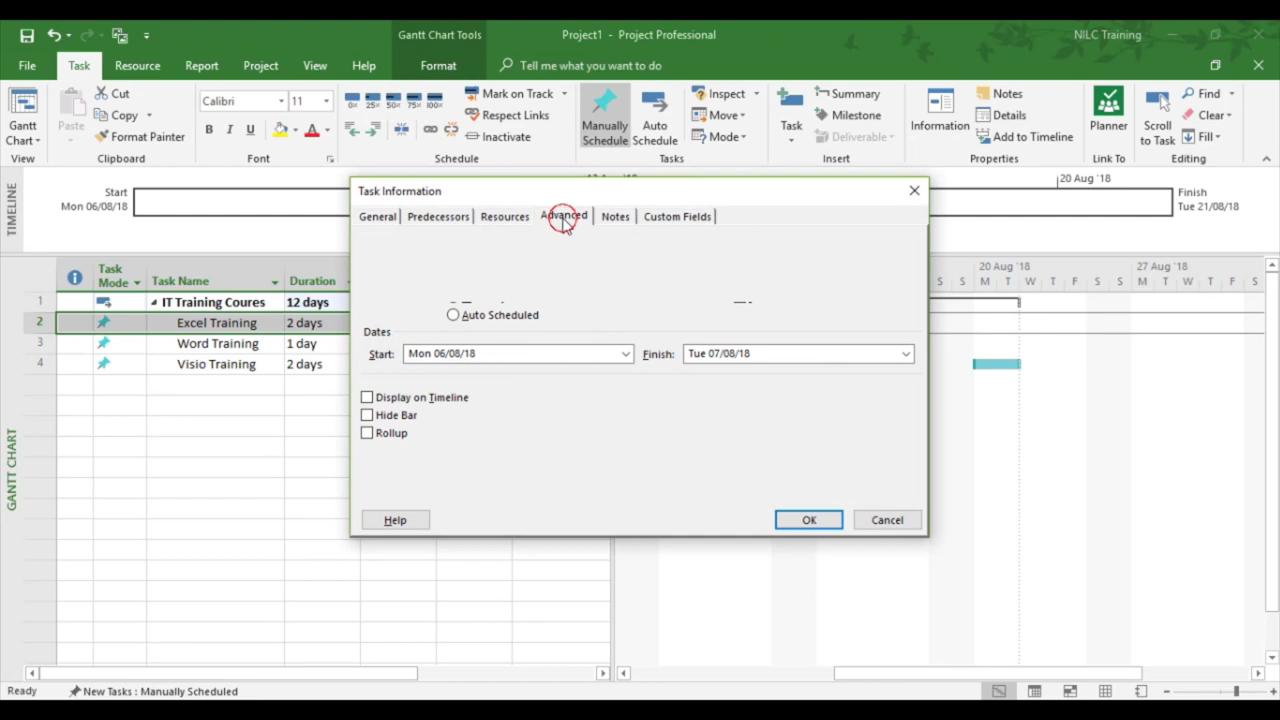 Gantt Chart Tools
Project1 - Project Professional
NILC Training
File Task Resource Report Project View Help Format Tell me what you want to do
Gantt Chart
View
Paste
Cut
Copy
Format Painter
Clipboard
Calibri 11
B I U A
Font
0% 25% 50% 75% 100%
Mark on Track
Respect Links
Inactivate
Schedule
Manually Schedule
Auto Schedule
Inspect
Move
Mode
Tasks
Task
Summary
Milestone
Deliverable
Insert
Information
Notes
Details
Add to Timeline
Properties
Planner
Link To
Scroll to Task
Find
Clear
Fill
Editing
TIMELINE
Start
Mon 06/08/18
20 Aug '18
Finish
Tue 21/08/18
Task Information
General Predecessors Resources Advanced Notes Custom Fields
Auto Scheduled
Dates
Start: Mon 06/08/18 Finish: Tue 07/08/18
Display on Timeline
Hide Bar
Rollup
Help OK Cancel
GANTT CHART
Task Mode Task Name Duration
1 IT Training Coures 12 days
2 Excel Training 2 days
3 Word Training 1 day
4 Visio Training 2 days
20 Aug '18 27 Aug '18
S S M T W T F S S M T W T F S
Ready New Tasks : Manually Scheduled